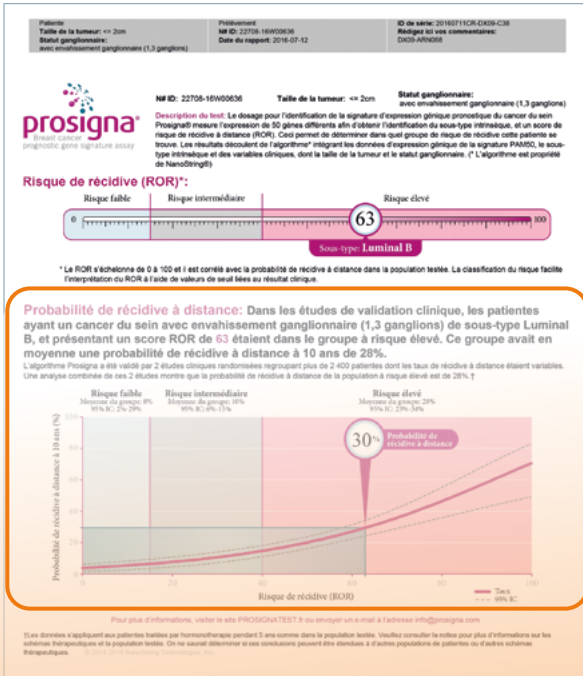 Patiente
Taille de la tumeur: <= 2cm
Statut ganglionnaire:
avec envahissement ganglionnaire (1,3 ganglions)
Prélèvement
N# ID: 22708-16W00636
Date du rapport: 2016-07-12
ID de série: 20160711CR-DX09-C38
Rédigez ici vos commentaires:
DX09-ARN088
prosigna®
Breast cancer
prognostic gene signature assay
N# ID: 22708-16W00636
Taille de la tumeur: <= 2cm
Statut ganglionnaire:
avec envahissement ganglionnaire (1,3 ganglions)
Description du test: Le dosage pour l'identification de la signature d'expression génique pronostique du cancer du sein
Prosigna® mesure l'expression de 50 gènes différents afin d'obtenir l'identification du sous-type intrinsèque, et un score de
risque de récidive à distance (ROR). Ceci permet de déterminer dans quel groupe de risque de récidive cette patiente se
trouve. Les résultats découlent de l'algorithme* intégrant les données d'expression génique de la signature PAM50, le sous-
type intrinsèque et des variables cliniques, dont la taille de la tumeur et le statut ganglionnaire. (* L'algorithme est propriété
de NanoString®)
Risque de récidive (ROR)*:
Risque faible
Risque intermédiaire
Risque élevé
0
63
100
Sous-type: Luminal B
* Le ROR s'échelonne de 0 à 100 et il est corrélé avec la probabilité de récidive à distance dans la population testée. La classification du risque facilite
l'interprétation du ROR à l'aide de valeurs de seuil liées au résultat clinique.
Probabilité de récidive à distance: Dans les études de validation clinique, les patientes
ayant un cancer du sein avec envahissement ganglionnaire (1,3 ganglions) de sous-type Luminal
B, et présentant un score ROR de 63 étaient dans le groupe à risque élevé. Ce groupe avait en
moyenne une probabilité de récidive à distance à 10 ans de 28%.
L'algorithme Prosigna a été validé par 2 études cliniques randomisées regroupant plus de 2 400 patientes dont les taux de récidive à distance étaient variables.
Une analyse combinée de ces 2 études montre que la probabilité de récidive à distance de la population à risque élevé est de 28%.†
Risque faible
Moyenne du groupe: 8%
95% IC: 2%-29%
Risque intermédiaire
Moyenne du groupe: 10%
95% IC: 6%-15%
Risque élevé
Moyenne du groupe: 28%
95% IC: 23%-34%
30%
Probabilité de
récidive à distance
Probabilité de récidive à distance à 10 ans (%)
100
80
60
40
20
0
0
20
40
60
80
100
Risque de récidive (ROR)
Taux
95% IC
Pour plus d'informations, visiter le site PROSIGNATEST.fr ou envoyer un e-mail à l'adresse info@prosigna.com
†Les données s'appliquent aux patientes traitées par hormonothérapie pendant 5 ans comme dans la population testée. Veuillez consulter la notice pour plus d'informations sur les
schémas thérapeutiques et la population testée. On ne saurait déterminer si ces conclusions peuvent être étendues à d'autres populations de patientes ou d'autres schémas
thérapeutiques.